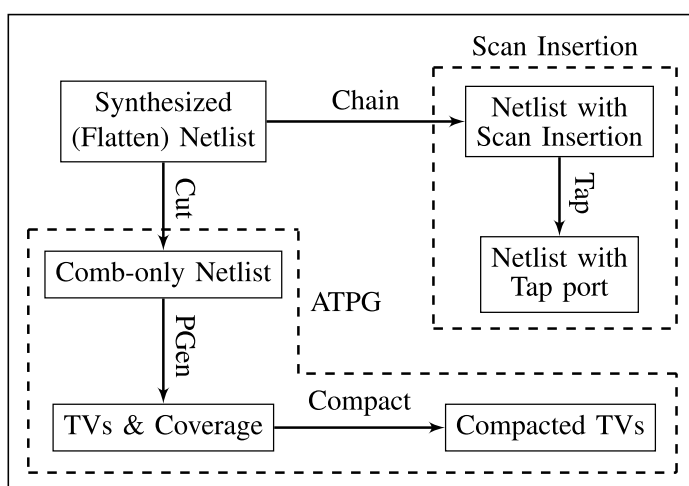 Scan Insertion
Synthesized
(Flatten) Netlist
Chain
Netlist with
Scan Insertion
Cut
Tap
Comb-only Netlist
Netlist with
Tap port
ATPG
PGen
TVs & Coverage
Compact
Compacted TVs